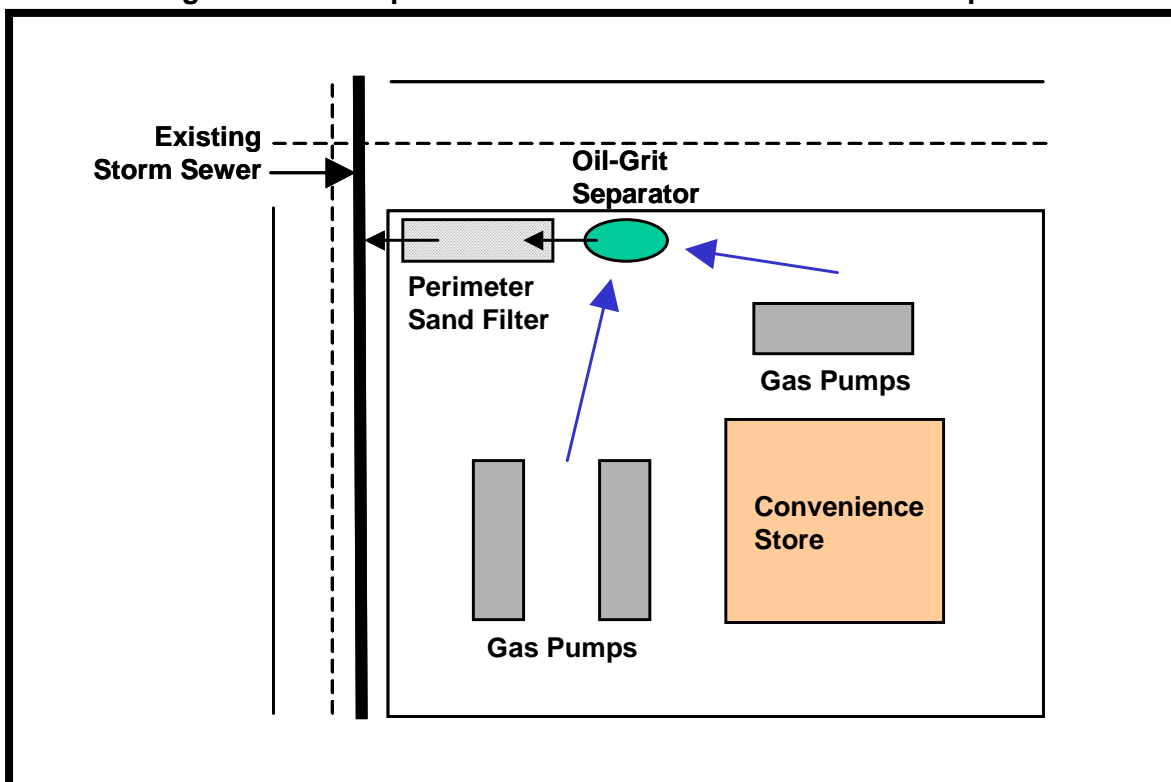 Existing
Storm Sewer
Oil-Grit
Separator
Perimeter
Sand Filter
Gas Pumps
Convenience
Store
Gas Pumps